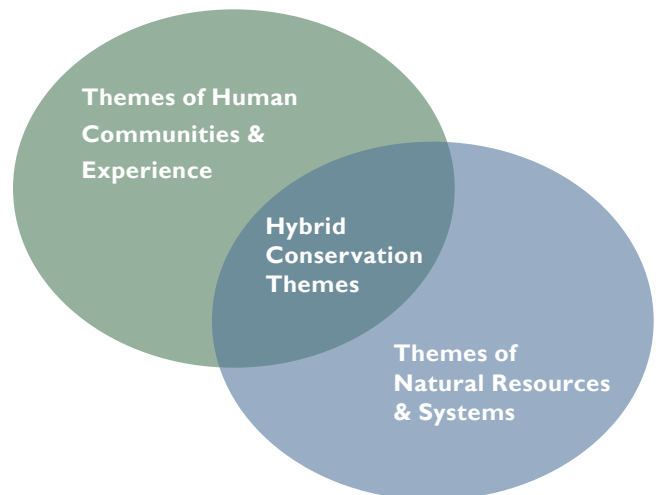 Themes of Human
Communities &
Experience
Hybrid
Conservation
Themes
Themes of
Natural Resources
& Systems